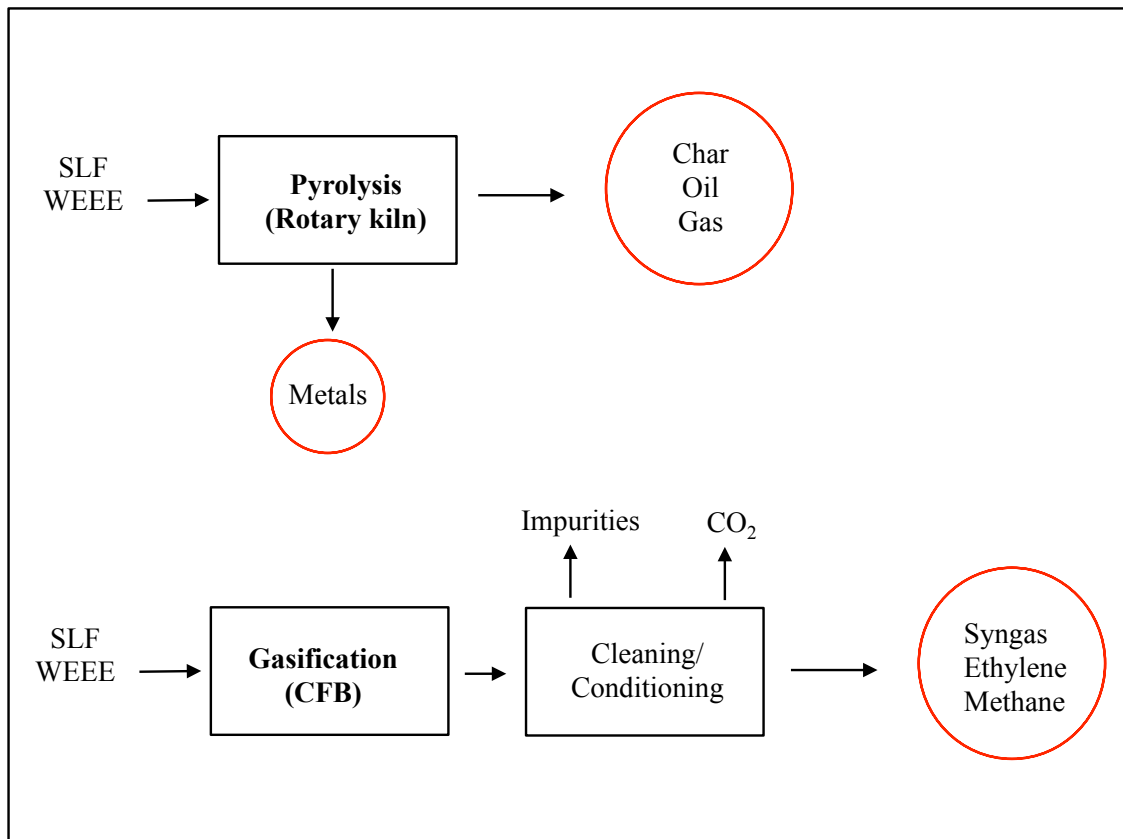 SLF
WEEE
Pyrolysis
(Rotary kiln)
Char
Oil
Gas
Metals
Impurities
CO₂
SLF
WEEE
Gasification
(CFB)
Cleaning/
Conditioning
Syngas
Ethylene
Methane